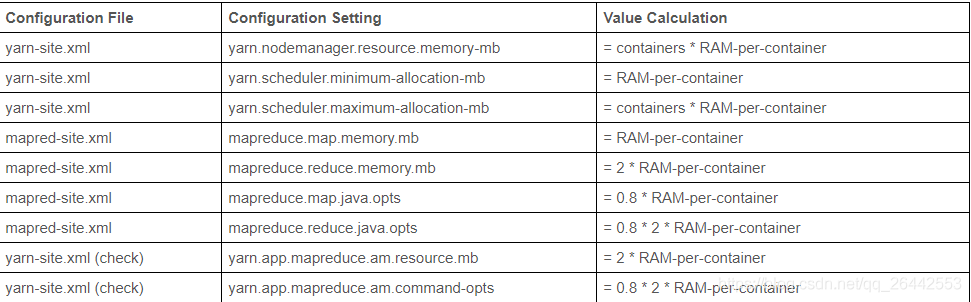 Configuration File Configuration Setting Value Calculation
yarn-site.xml yarn.nodemanager.resource.memory-mb = containers * RAM-per-container
yarn-site.xml yarn.scheduler.minimum-allocation-mb = RAM-per-container
yarn-site.xml yarn.scheduler.maximum-allocation-mb = containers * RAM-per-container
mapred-site.xml mapreduce.map.memory.mb = RAM-per-container
mapred-site.xml mapreduce.reduce.memory.mb = 2 * RAM-per-container
mapred-site.xml mapreduce.map.java.opts = 0.8 * RAM-per-container
mapred-site.xml mapreduce.reduce.java.opts = 0.8 * 2 * RAM-per-container
yarn-site.xml (check) yarn.app.mapreduce.am.resource.mb = 2 * RAM-per-container
yarn-site.xml (check) yarn.app.mapreduce.am.command-opts = 0.8 * 2 * RAM-per-container